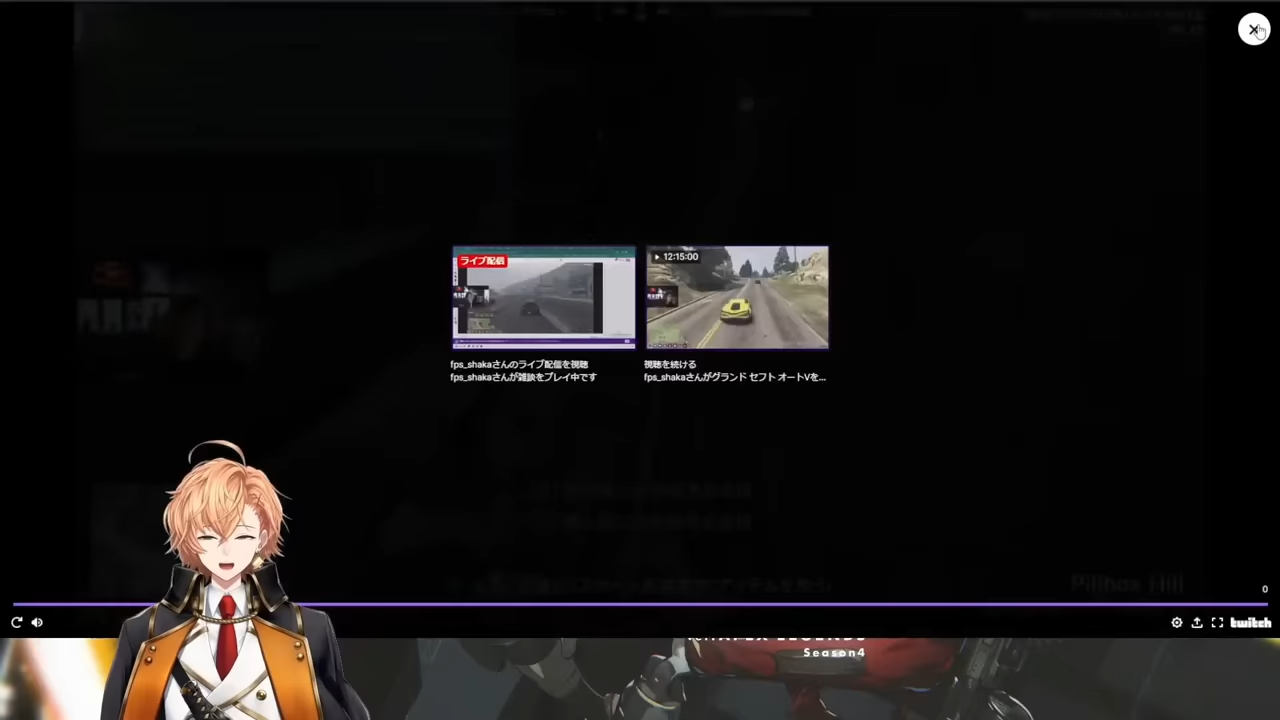 ライブ配信
12:15:00
fps_shakaさんのライブ配信を視聴
fps_shakaさんが雑談をプレイ中です
視聴を続ける
fps_shakaさんがグランド セフト オートVを...
Pillbox Hill
0
twitch
APEX LEGENDS
Season4